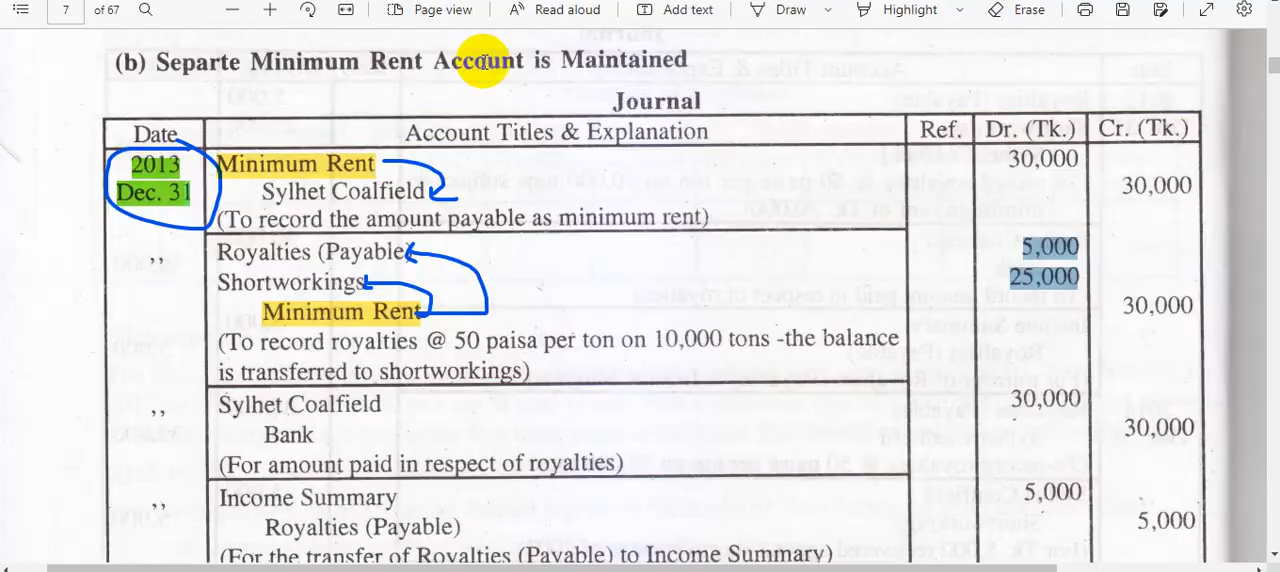 7 of 67 Page view Read aloud Add text Draw Highlight Erase
(b) Separte Minimum Rent Account is Maintained
Journal
Date Account Titles & Explanation Ref. Dr. (Tk.) Cr. (Tk.)
2013 Minimum Rent 30,000
Dec. 31 Sylhet Coalfield 30,000
(To record the amount payable as minimum rent)
,, Royalties (Payable) 5,000
Shortworkings 25,000
Minimum Rent 30,000
(To record royalties @ 50 paisa per ton on 10,000 tons -the balance
is transferred to shortworkings)
,, Sylhet Coalfield 30,000
Bank 30,000
(For amount paid in respect of royalties)
,, Income Summary 5,000
Royalties (Payable) 5,000
(For the transfer of Royalties (Payable) to Income Summary)